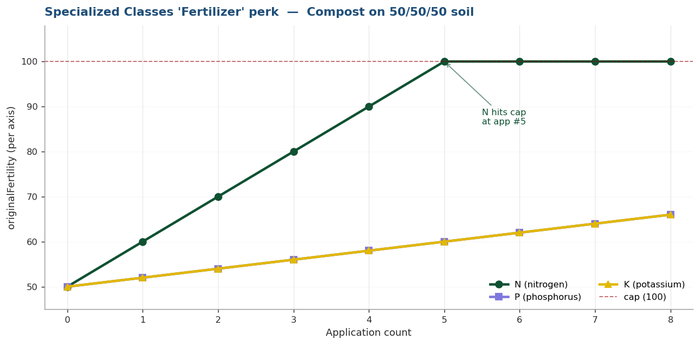 Specialized Classes 'Fertilizer' perk — Compost on 50/50/50 soil
originalFertility (per axis)
100
90
80
70
60
50
N hits cap
at app #5
N (nitrogen)
P (phosphorus)
K (potassium)
cap (100)
0 1 2 3 4 5 6 7 8
Application count